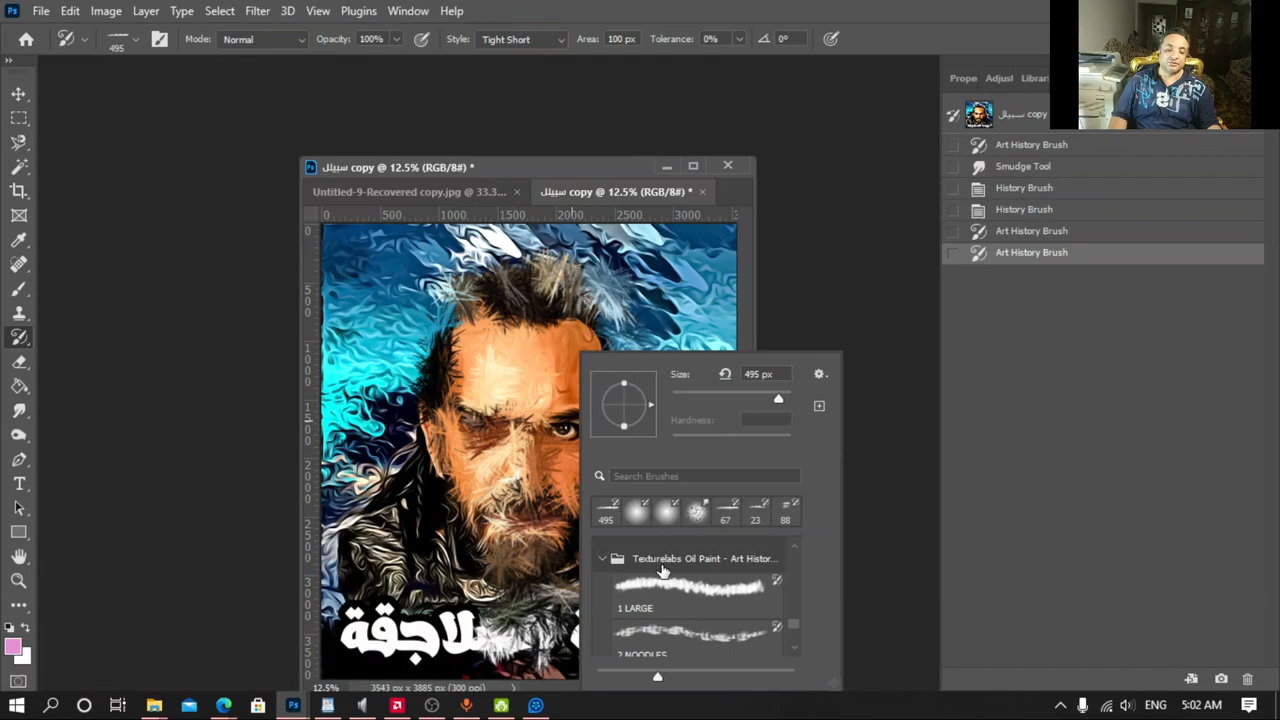 Ps File Edit Image Layer Type Select Filter 3D View Plugins Window Help
495 Mode: Normal Opacity: 100% Style: Tight Short Area: 100 px Tolerance: 0% 0°
Prope Adjust Librari
سبيلل copy
Art History Brush
Smudge Tool
History Brush
History Brush
Art History Brush
Art History Brush
سبيلل copy @ 12.5% (RGB/8#) *
Untitled-9-Recovered copy.jpg @ 33.3... × سبيلل copy @ 12.5% (RGB/8#) * ×
0 500 1000 1500 2000 2500 3000
Size: 495 px
Hardness:
Search Brushes
495 67 23 88
Texturelabs Oil Paint - Art Histor...
1 LARGE
2 NOODLES
12.5% 3543 px x 3885 px (300 ppi)
English 5:02 AM